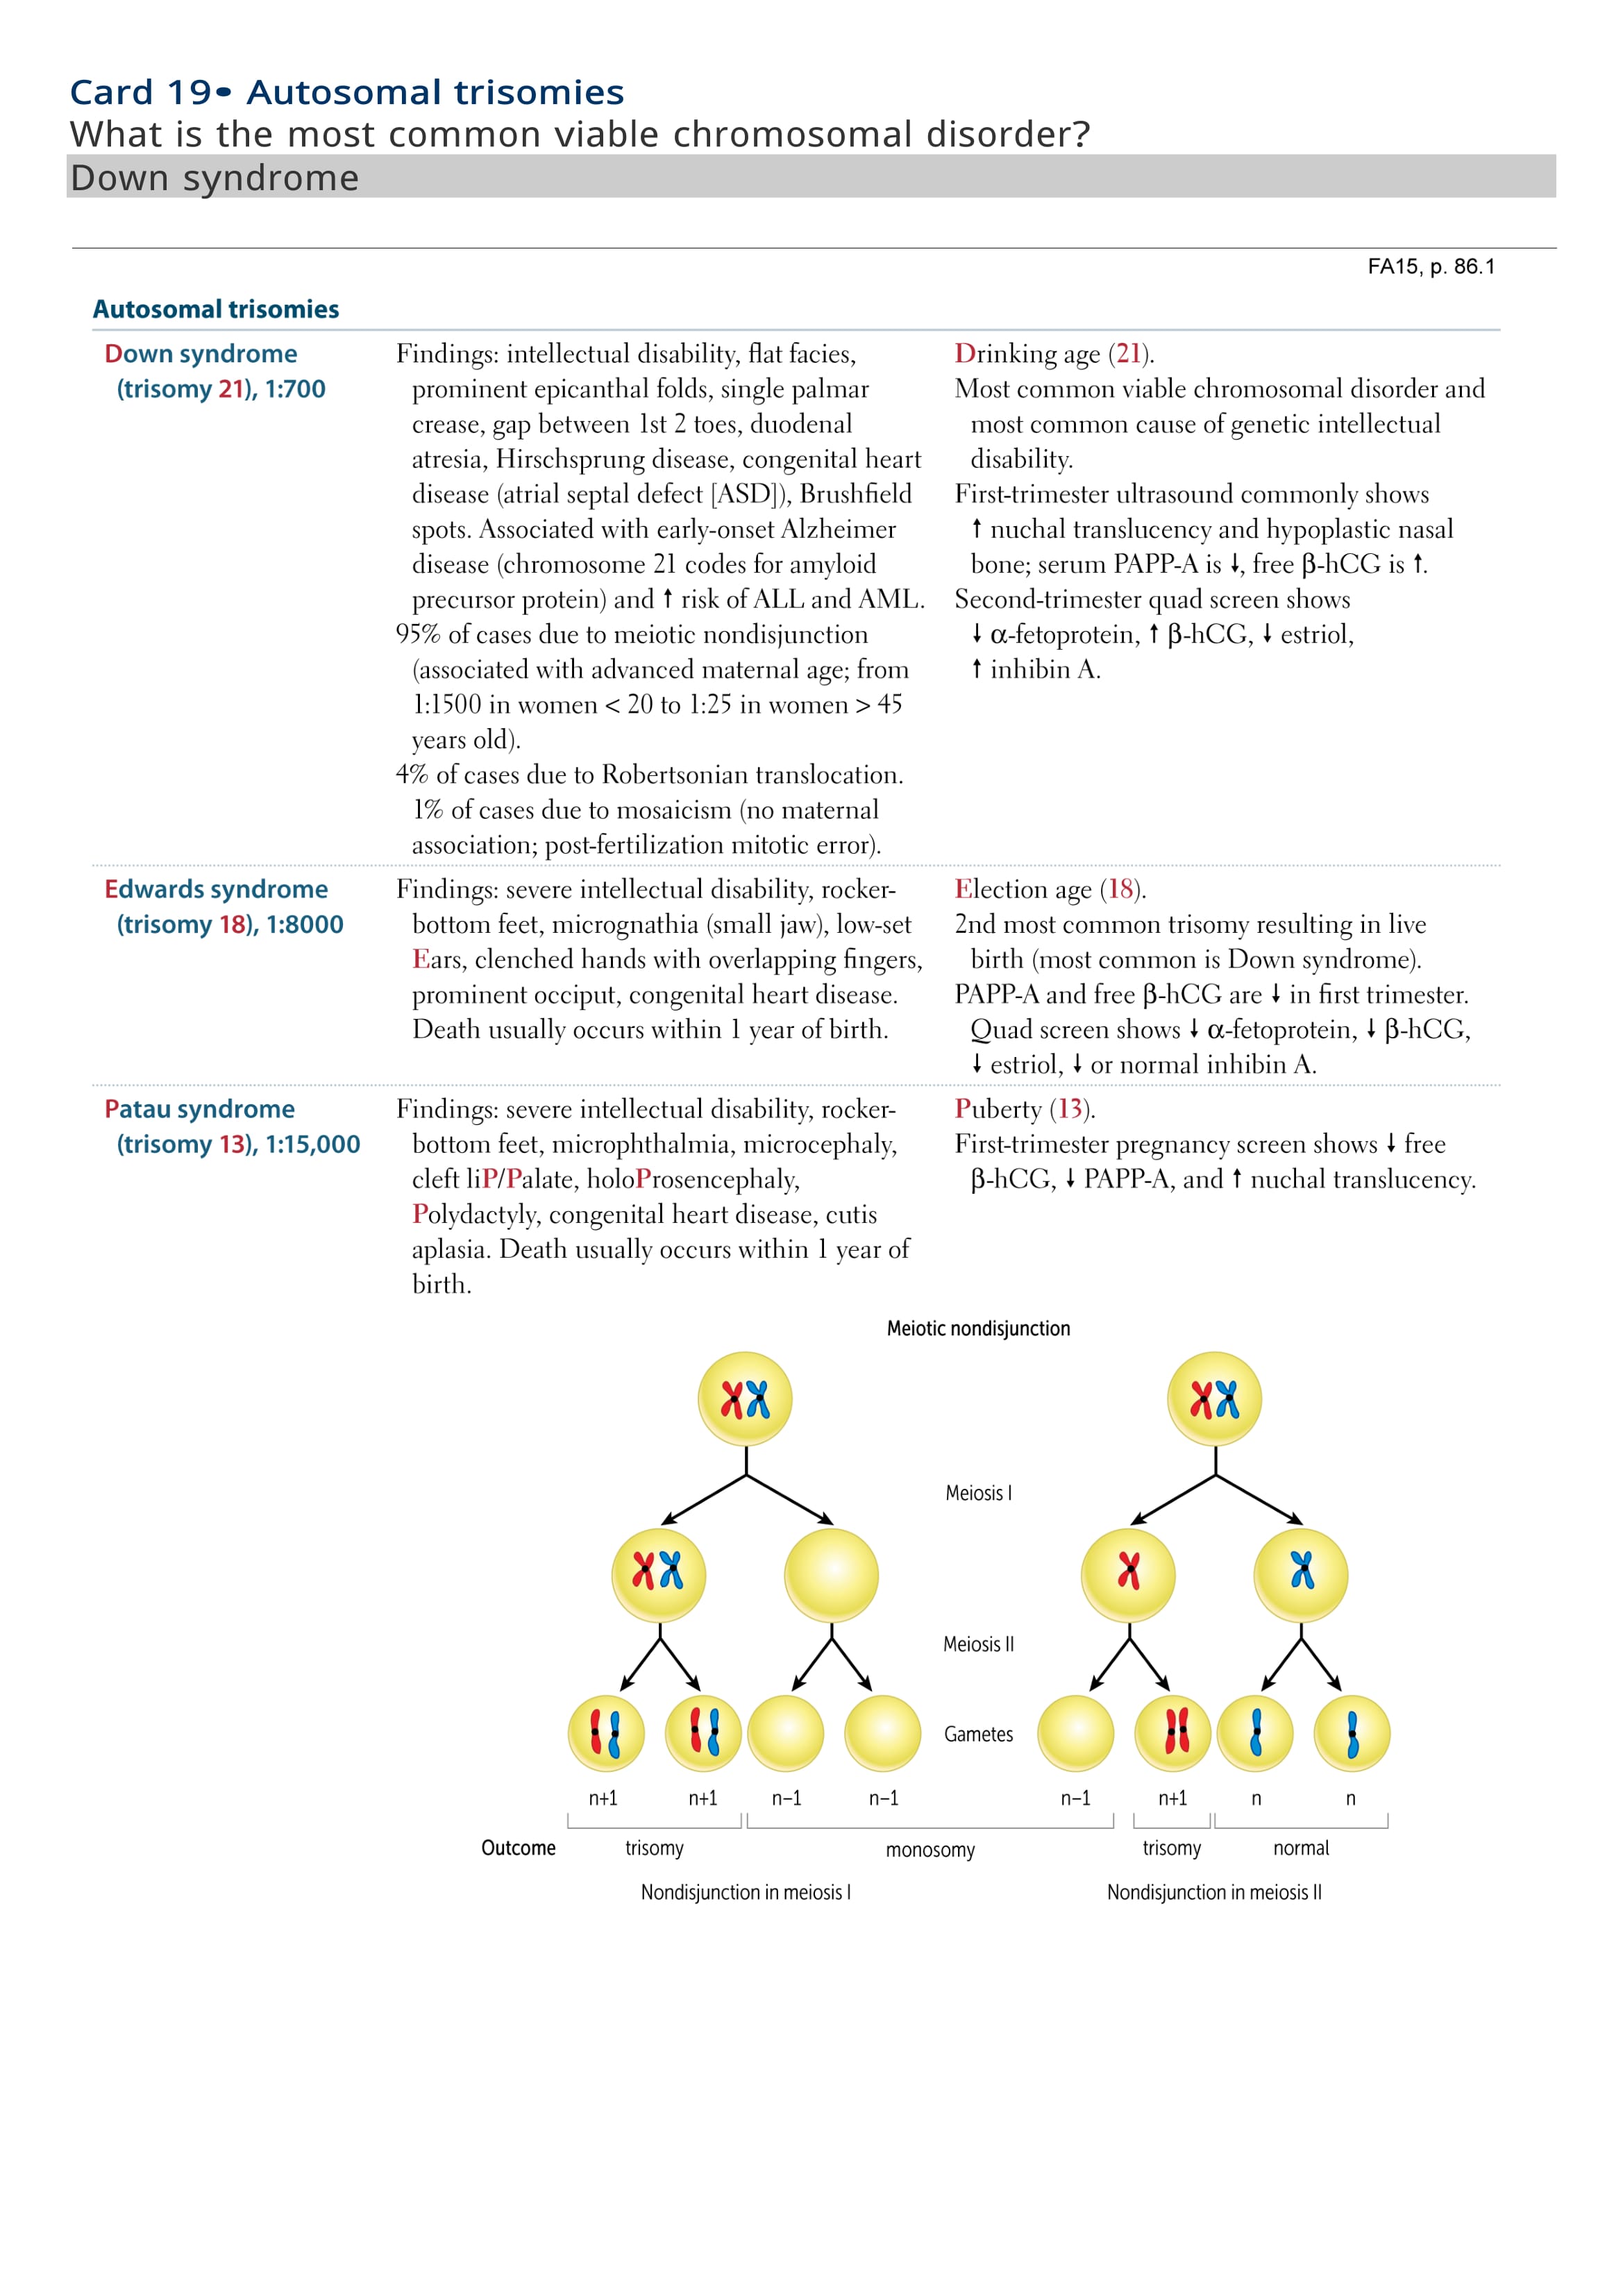 Card 19• Autosomal trisomies
What is the most common viable chromosomal disorder?
Down syndrome
FA15, p. 86.1
Autosomal trisomies
Down syndrome
(trisomy 21), 1:700
Findings: intellectual disability, flat facies,
prominent epicanthal folds, single palmar
crease, gap between 1st 2 toes, duodenal
atresia, Hirschsprung disease, congenital heart
disease (atrial septal defect [ASD]), Brushfield
spots. Associated with early-onset Alzheimer
disease (chromosome 21 codes for amyloid
precursor protein) and ↑ risk of ALL and AML.
95% of cases due to meiotic nondisjunction
(associated with advanced maternal age; from
1:1500 in women < 20 to 1:25 in women > 45
years old).
4% of cases due to Robertsonian translocation.
1% of cases due to mosaicism (no maternal
association; post-fertilization mitotic error).
Drinking age (21).
Most common viable chromosomal disorder and
most common cause of genetic intellectual
disability.
First-trimester ultrasound commonly shows
↑ nuchal translucency and hypoplastic nasal
bone; serum PAPP-A is ↓, free β-hCG is ↑.
Second-trimester quad screen shows
↓ α-fetoprotein, ↑ β-hCG, ↓ estriol,
↑ inhibin A.
Edwards syndrome
(trisomy 18), 1:8000
Findings: severe intellectual disability, rocker-
bottom feet, micrognathia (small jaw), low-set
Ears, clenched hands with overlapping fingers,
prominent occiput, congenital heart disease.
Death usually occurs within 1 year of birth.
Election age (18).
2nd most common trisomy resulting in live
birth (most common is Down syndrome).
PAPP-A and free β-hCG are ↓ in first trimester.
Quad screen shows ↓ α-fetoprotein, ↓ β-hCG,
↓ estriol, ↓ or normal inhibin A.
Patau syndrome
(trisomy 13), 1:15,000
Findings: severe intellectual disability, rocker-
bottom feet, microphthalmia, microcephaly,
cleft liP/Palate, holoProsencephaly,
Polydactyly, congenital heart disease, cutis
aplasia. Death usually occurs within 1 year of
birth.
Puberty (13).
First-trimester pregnancy screen shows ↓ free
β-hCG, ↓ PAPP-A, and ↑ nuchal translucency.
Meiotic nondisjunction
Meiosis I
Meiosis II
Gametes
n+1 n+1 n−1 n−1 n−1 n+1 n n
Outcome trisomy monosomy trisomy normal
Nondisjunction in meiosis I Nondisjunction in meiosis II